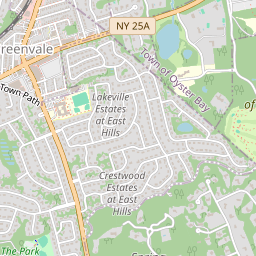 NY 25A
reenvale
Town of Oyster Bay
Town Path
Lakeville
Estates
at East
Hills
of
Crestwood
Estates
at East
Hills
The Park